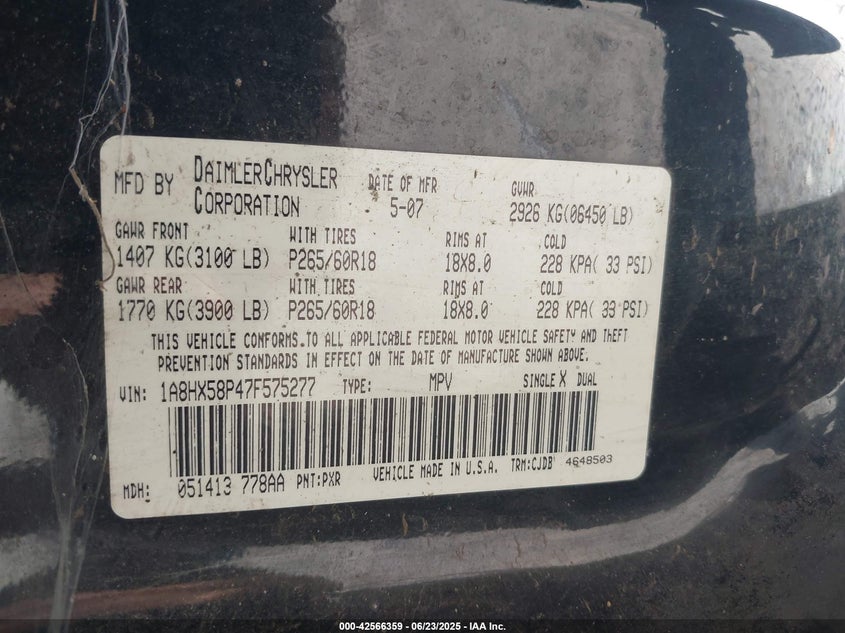 MFD BY DAIMLERCHRYSLER CORPORATION DATE OF MFR 5-07 GVWR 2926 KG(06450 LB)
GAWR FRONT WITH TIRES RIMS AT COLD
1407 KG(3100 LB) P265/60R18 18X8.0 228 KPA( 33 PSI)
GAWR REAR WITH TIRES RIMS AT COLD
1770 KG(3900 LB) P265/60R18 18X8.0 228 KPA( 33 PSI)
THIS VEHICLE CONFORMS TO ALL APPLICABLE FEDERAL MOTOR VEHICLE SAFETY AND THEFT
PREVENTION STANDARDS IN EFFECT ON THE DATE OF MANUFACTURE SHOWN ABOVE.
VIN: 1A8HX58P47F575277 TYPE: MPV SINGLE X DUAL
MDH: 051413 778AA PNT:PXR VEHICLE MADE IN U.S.A. TRM:CJDB 4648503
000-42566359 - 06/23/2025 - IAA Inc.